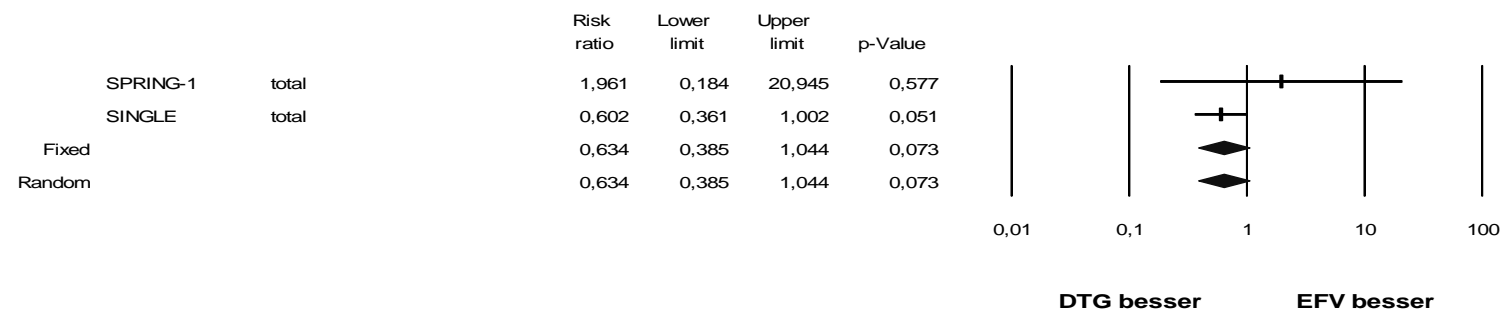 Risk Lower Upper
ratio limit limit p-Value
SPRING-1 total 1,961 0,184 20,945 0,577
SINGLE total 0,602 0,361 1,002 0,051
Fixed 0,634 0,385 1,044 0,073
Random 0,634 0,385 1,044 0,073
0,01 0,1 1 10 100
DTG besser EFV besser